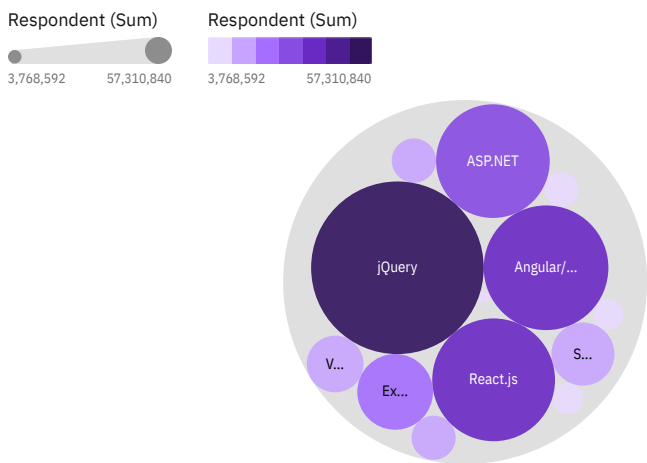 Respondent (Sum)
3,768,592 57,310,840
Respondent (Sum)
3,768,592 57,310,840
ASP.NET
jQuery
Angular/...
V...
Ex...
React.js
S...